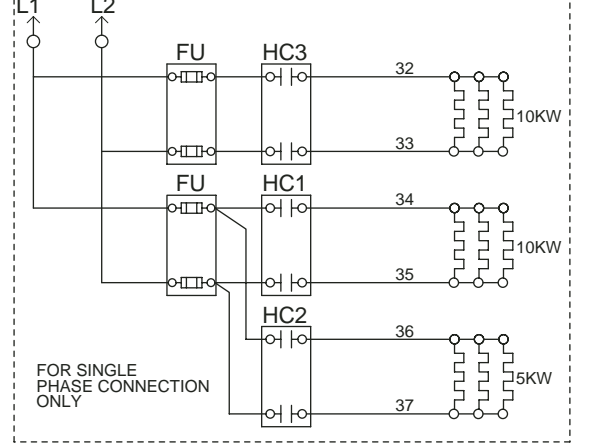 L1 L2
FU HC3 32
10KW
33
FU HC1 34
10KW
35
HC2 36
FOR SINGLE
PHASE CONNECTION
ONLY
5KW
37